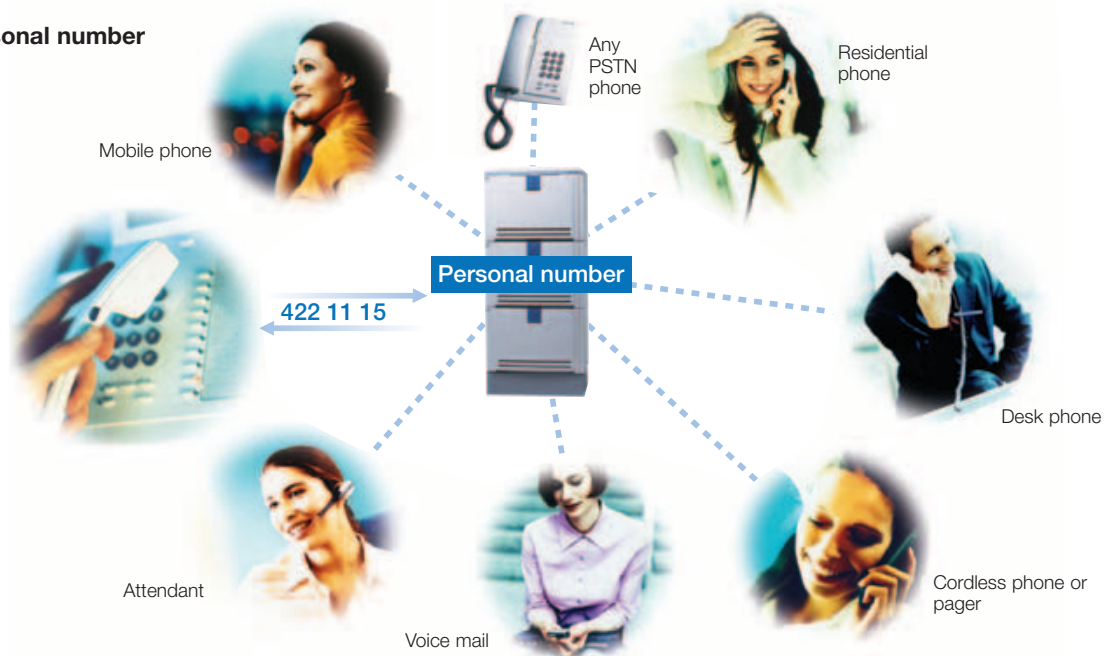 sonal number
Any
PSTN
phone
Residential
phone
Mobile phone
Personal number
422 11 15
Desk phone
Attendant
Cordless phone or
pager
Voice mail